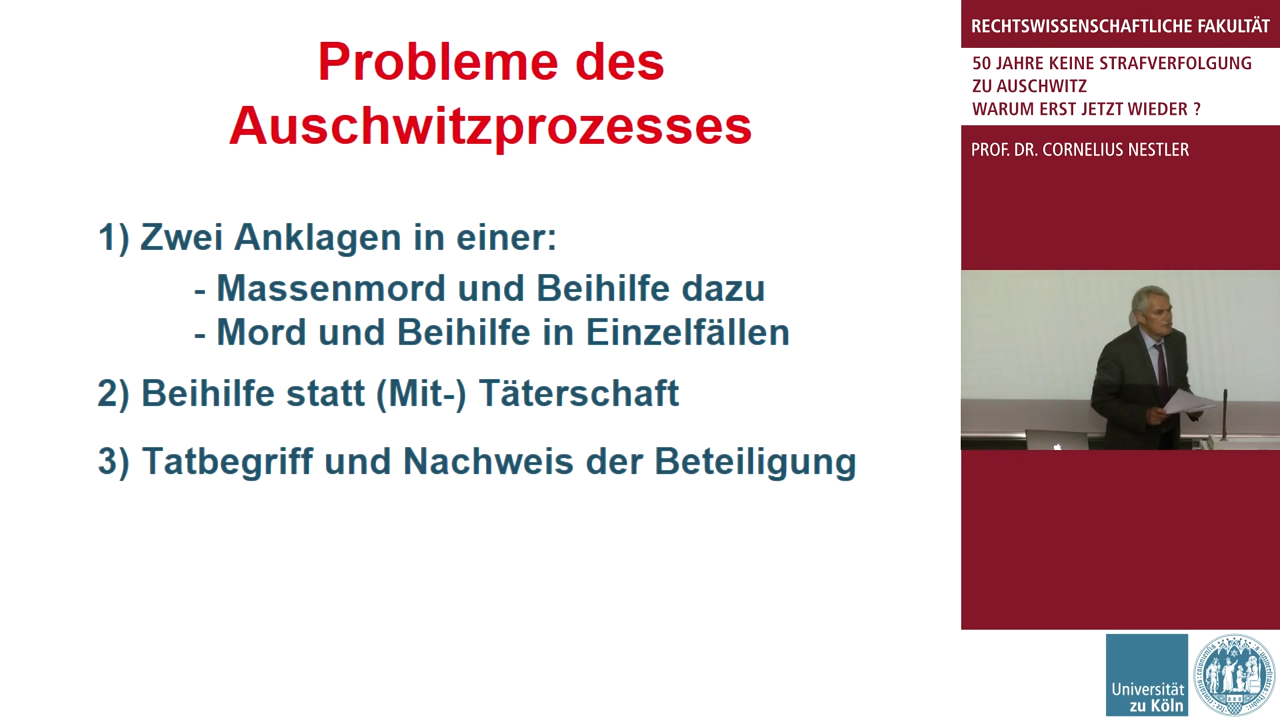 Probleme des
Auschwitzprozesses
1) Zwei Anklagen in einer:
- Massenmord und Beihilfe dazu
- Mord und Beihilfe in Einzelfällen
2) Beihilfe statt (Mit-) Täterschaft
3) Tatbegriff und Nachweis der Beteiligung
RECHTSWISSENSCHAFTLICHE FAKULTÄT
50 JAHRE KEINE STRAFVERFOLGUNG
ZU AUSCHWITZ
WARUM ERST JETZT WIEDER ?
PROF. DR. CORNELIUS NESTLER
Universität
zu Köln